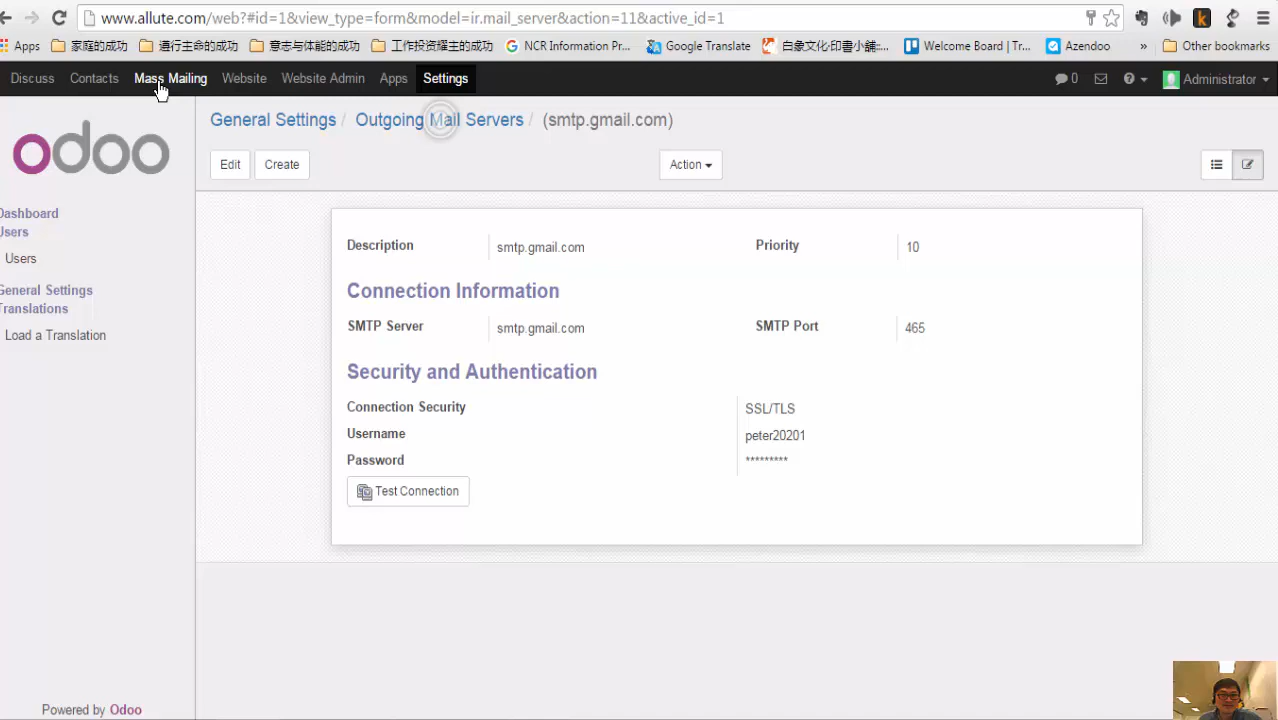 www.allute.com/web?#id=1&view_type=form&model=ir.mail_server&action=11&active_id=1
Apps 家庭的成功 遵行主命的成功 意志与体能的成功 工作投資權主的成功 NCR Information Pr... Google Translate 白象文化·印書小舖:... Welcome Board | Tr... Azendoo » Other bookmarks
Discuss Contacts Mass Mailing Website Website Admin Apps Settings 0 Administrator
odoo
General Settings / Outgoing Mail Servers / (smtp.gmail.com)
Edit Create Action
Dashboard
Users
Users
General Settings
Translations
Load a Translation
Description smtp.gmail.com Priority 10
Connection Information
SMTP Server smtp.gmail.com SMTP Port 465
Security and Authentication
Connection Security SSL/TLS
Username peter20201
Password *********
Test Connection
Powered by Odoo